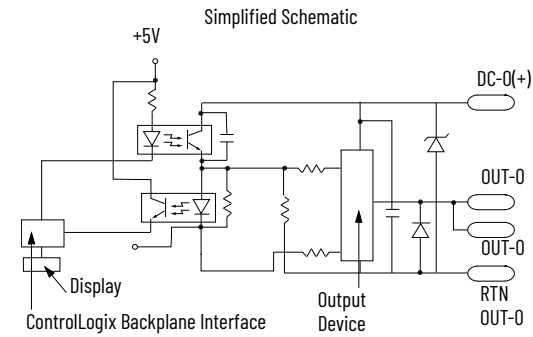 Simplified Schematic
+5V
DC-0(+)
OUT-0
OUT-0
Display
Output
Device
RTN
OUT-0
ControlLogix Backplane Interface